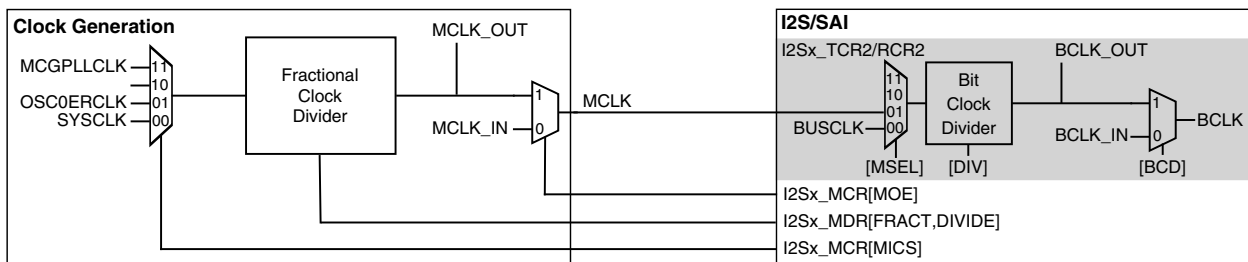 Clock Generation
MCGPLLCLK
11
10
OSC0ERCLK
01
SYSCLK
00
Fractional
Clock
Divider
MCLK_OUT
MCLK_IN
1
0
MCLK
I2S/SAI
I2Sx_TCR2/RCR2
11
10
01
BUSCLK
00
[MSEL]
Bit
Clock
Divider
[DIV]
BCLK_OUT
BCLK_IN
1
0
BCLK
[BCD]
I2Sx_MCR[MOE]
I2Sx_MDR[FRACT,DIVIDE]
I2Sx_MCR[MICS]